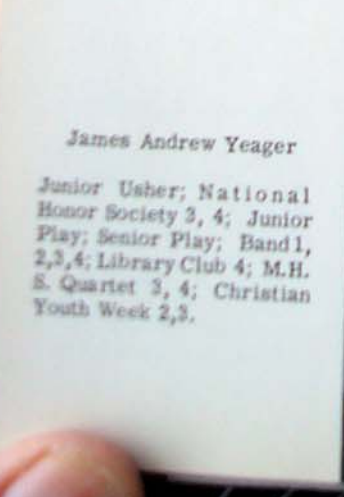 James Andrew Yeager
Junior Usher; National
Honor Society 3, 4; Junior
Play; Senior Play; Band 1,
2,3,4; Library Club 4; M.H.
S. Quartet 3, 4; Christian
Youth Week 2,3.